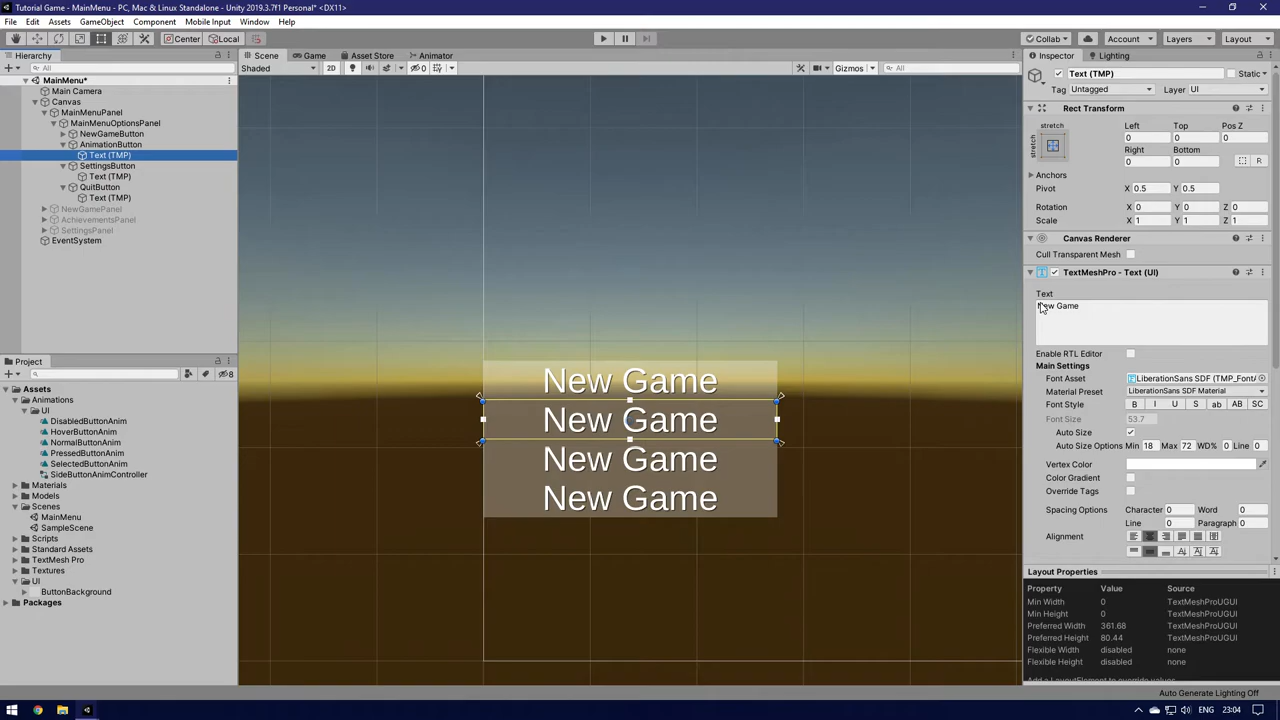 Tutorial Game - MainMenu - PC, Mac & Linux Standalone - Unity 2019.3.7f1 Personal* <DX11>
File Edit Assets GameObject Component Mobile Input Window Help
Center Local Collab Account Layers Layout
Hierarchy
All
MainMenu*
Main Camera
Canvas
MainMenuPanel
MainMenuOptionsPanel
NewGameButton
AnimationButton
Text (TMP)
SettingsButton
Text (TMP)
QuitButton
Text (TMP)
NewGamePanel
AchievementsPanel
SettingsPanel
EventSystem
Project
8
Assets
Animations
UI
DisabledButtonAnim
HoverButtonAnim
NormalButtonAnim
PressedButtonAnim
SelectedButtonAnim
SideButtonAnimController
Materials
Models
Scenes
MainMenu
SampleScene
Scripts
Standard Assets
TextMesh Pro
Textures
UI
ButtonBackground
Packages
Scene Game Asset Store Animator
Shaded 2D 0 Gizmos All
New Game
New Game
New Game
New Game
Inspector Lighting
Text (TMP) Static
Tag Untagged Layer UI
Rect Transform
stretch Left Top Pos Z
stretch 0 0 0
Right Bottom
0 0 R
Anchors
Pivot X 0.5 Y 0.5
Rotation X 0 Y 0 Z 0
Scale X 1 Y 1 Z 1
Canvas Renderer
Cull Transparent Mesh
TextMeshPro - Text (UI)
Text
New Game
Enable RTL Editor
Main Settings
Font Asset LiberationSans SDF (TMP_FontA
Material Preset LiberationSans SDF Material
Font Style B I U S ab AB SC
Font Size 53.7
Auto Size
Auto Size Options Min 18 Max 72 WD% 0 Line 0
Vertex Color
Color Gradient
Override Tags
Spacing Options Character 0 Word 0
Line 0 Paragraph 0
Alignment
Layout Properties
Property Value Source
Min Width 0 TextMeshProUGUI
Min Height 0 TextMeshProUGUI
Preferred Width 361.68 TextMeshProUGUI
Preferred Height 80.44 TextMeshProUGUI
Flexible Width disabled none
Flexible Height disabled none
Add a LayoutElement to override values
Auto Generate Lighting Off
ENG 23:04